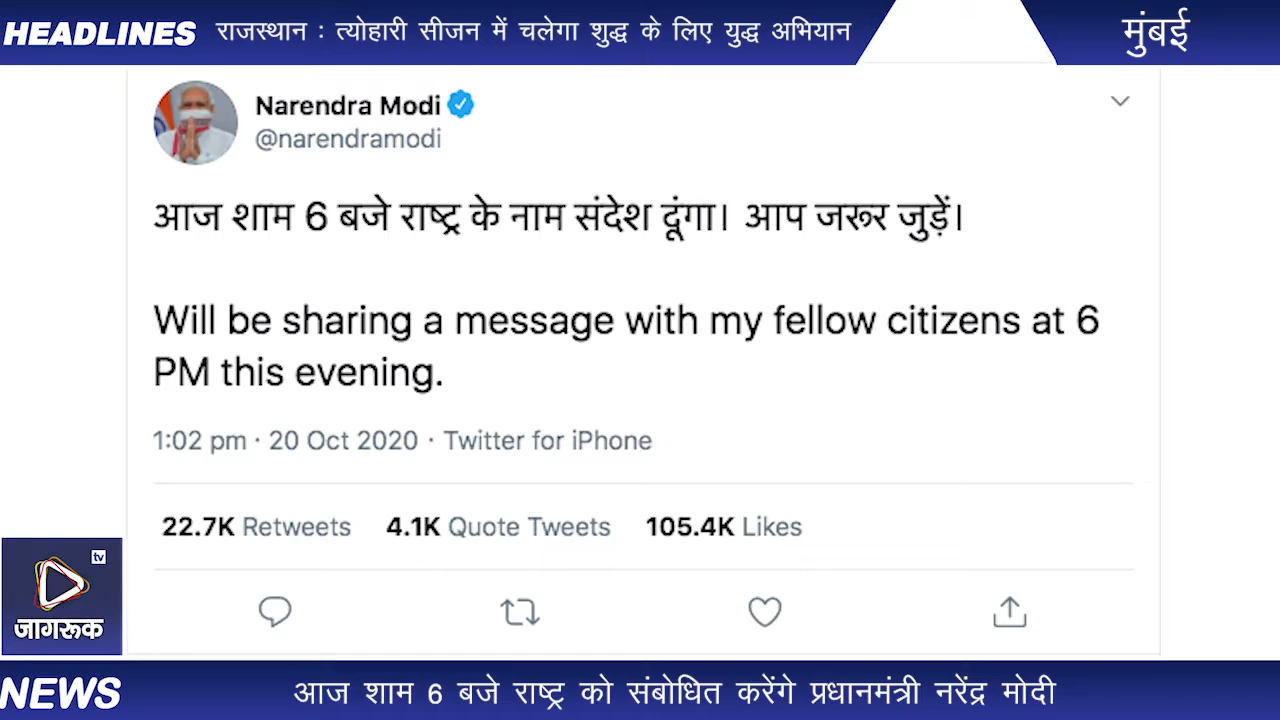 HEADLINES राजस्थान : त्योहारी सीजन में चलेगा शुद्ध के लिए युद्ध अभियान मुंबई
Narendra Modi
@narendramodi
आज शाम 6 बजे राष्ट्र के नाम संदेश दूंगा। आप जरूर जुड़ें।
Will be sharing a message with my fellow citizens at 6
PM this evening.
1:02 pm · 20 Oct 2020 · Twitter for iPhone
22.7K Retweets 4.1K Quote Tweets 105.4K Likes
tv
जागरूक
NEWS आज शाम 6 बजे राष्ट्र को संबोधित करेंगे प्रधानमंत्री नरेंद्र मोदी